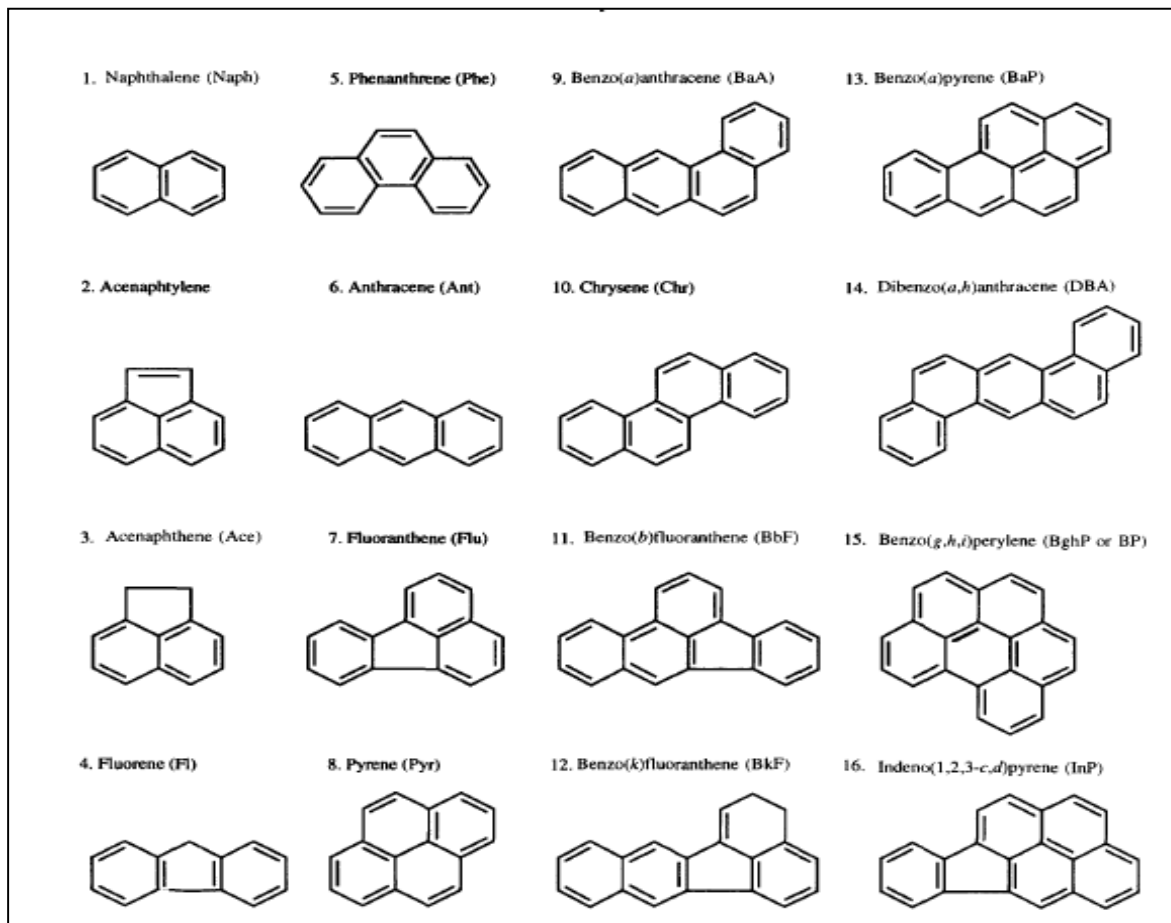 1. Naphthalene (Naph)
5. Phenanthrene (Phe)
9. Benzo(a)anthracene (BaA)
13. Benzo(a)pyrene (BaP)
2. Acenaphtylene
6. Anthracene (Ant)
10. Chrysene (Chr)
14. Dibenzo(a,h)anthracene (DBA)
3. Acenaphthene (Ace)
7. Fluoranthene (Flu)
11. Benzo(b)fluoranthene (BbF)
15. Benzo(g,h,i)perylene (BghP or BP)
4. Fluorene (Fl)
8. Pyrene (Pyr)
12. Benzo(k)fluoranthene (BkF)
16. Indeno(1,2,3-c,d)pyrene (InP)